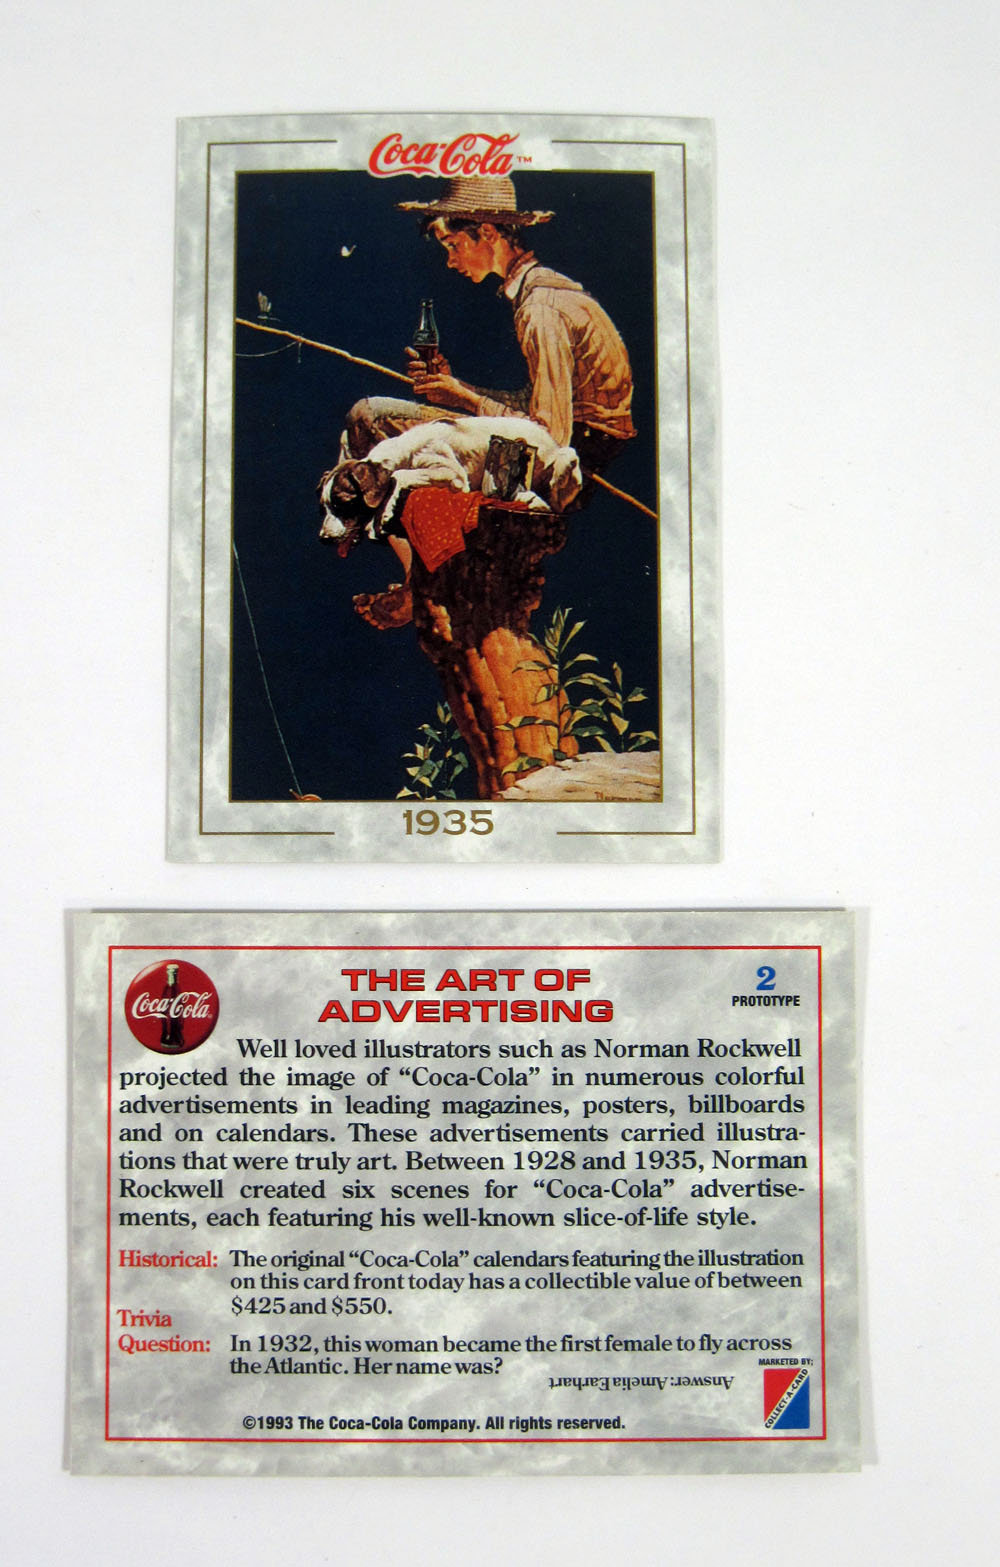 Coca-Cola™
1935
Coca-Cola
THE ART OF
ADVERTISING
2
PROTOTYPE
Well loved illustrators such as Norman Rockwell
projected the image of “Coca-Cola” in numerous colorful
advertisements in leading magazines, posters, billboards
and on calendars. These advertisements carried illustra-
tions that were truly art. Between 1928 and 1935, Norman
Rockwell created six scenes for “Coca-Cola” advertise-
ments, each featuring his well-known slice-of-life style.
Historical: The original “Coca-Cola” calendars featuring the illustration
on this card front today has a collectible value of between
$425 and $550.
Trivia
Question: In 1932, this woman became the first female to fly across
the Atlantic. Her name was?
Answer: Amelia Earhart
MARKETED BY;
COLLECT-A-CARD
©1993 The Coca-Cola Company. All rights reserved.